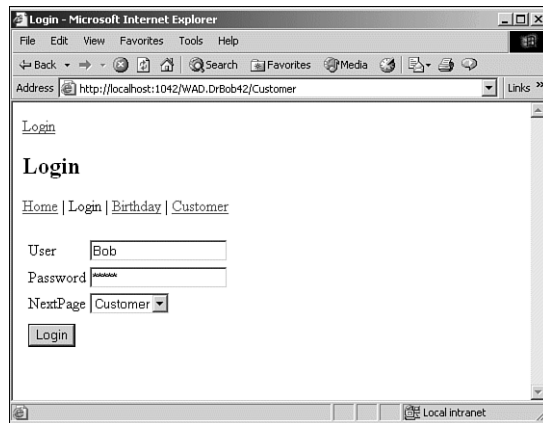 Login - Microsoft Internet Explorer
File Edit View Favorites Tools Help
Back Search Favorites Media
Address http://localhost:1042/WAD.DrBob42/Customer Links »
Login
Login
Home | Login | Birthday | Customer
User Bob
Password *****
NextPage Customer
Login
Local intranet